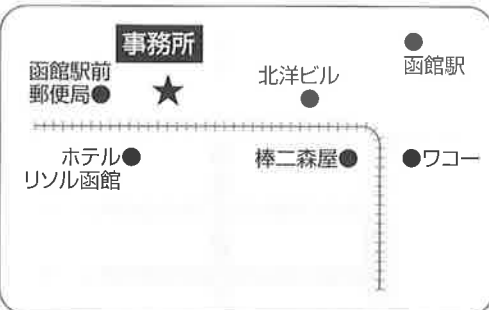 事務所
函館駅前
郵便局
北洋ビル
函館駅
ホテル
リソル函館
棒二森屋
ワコー